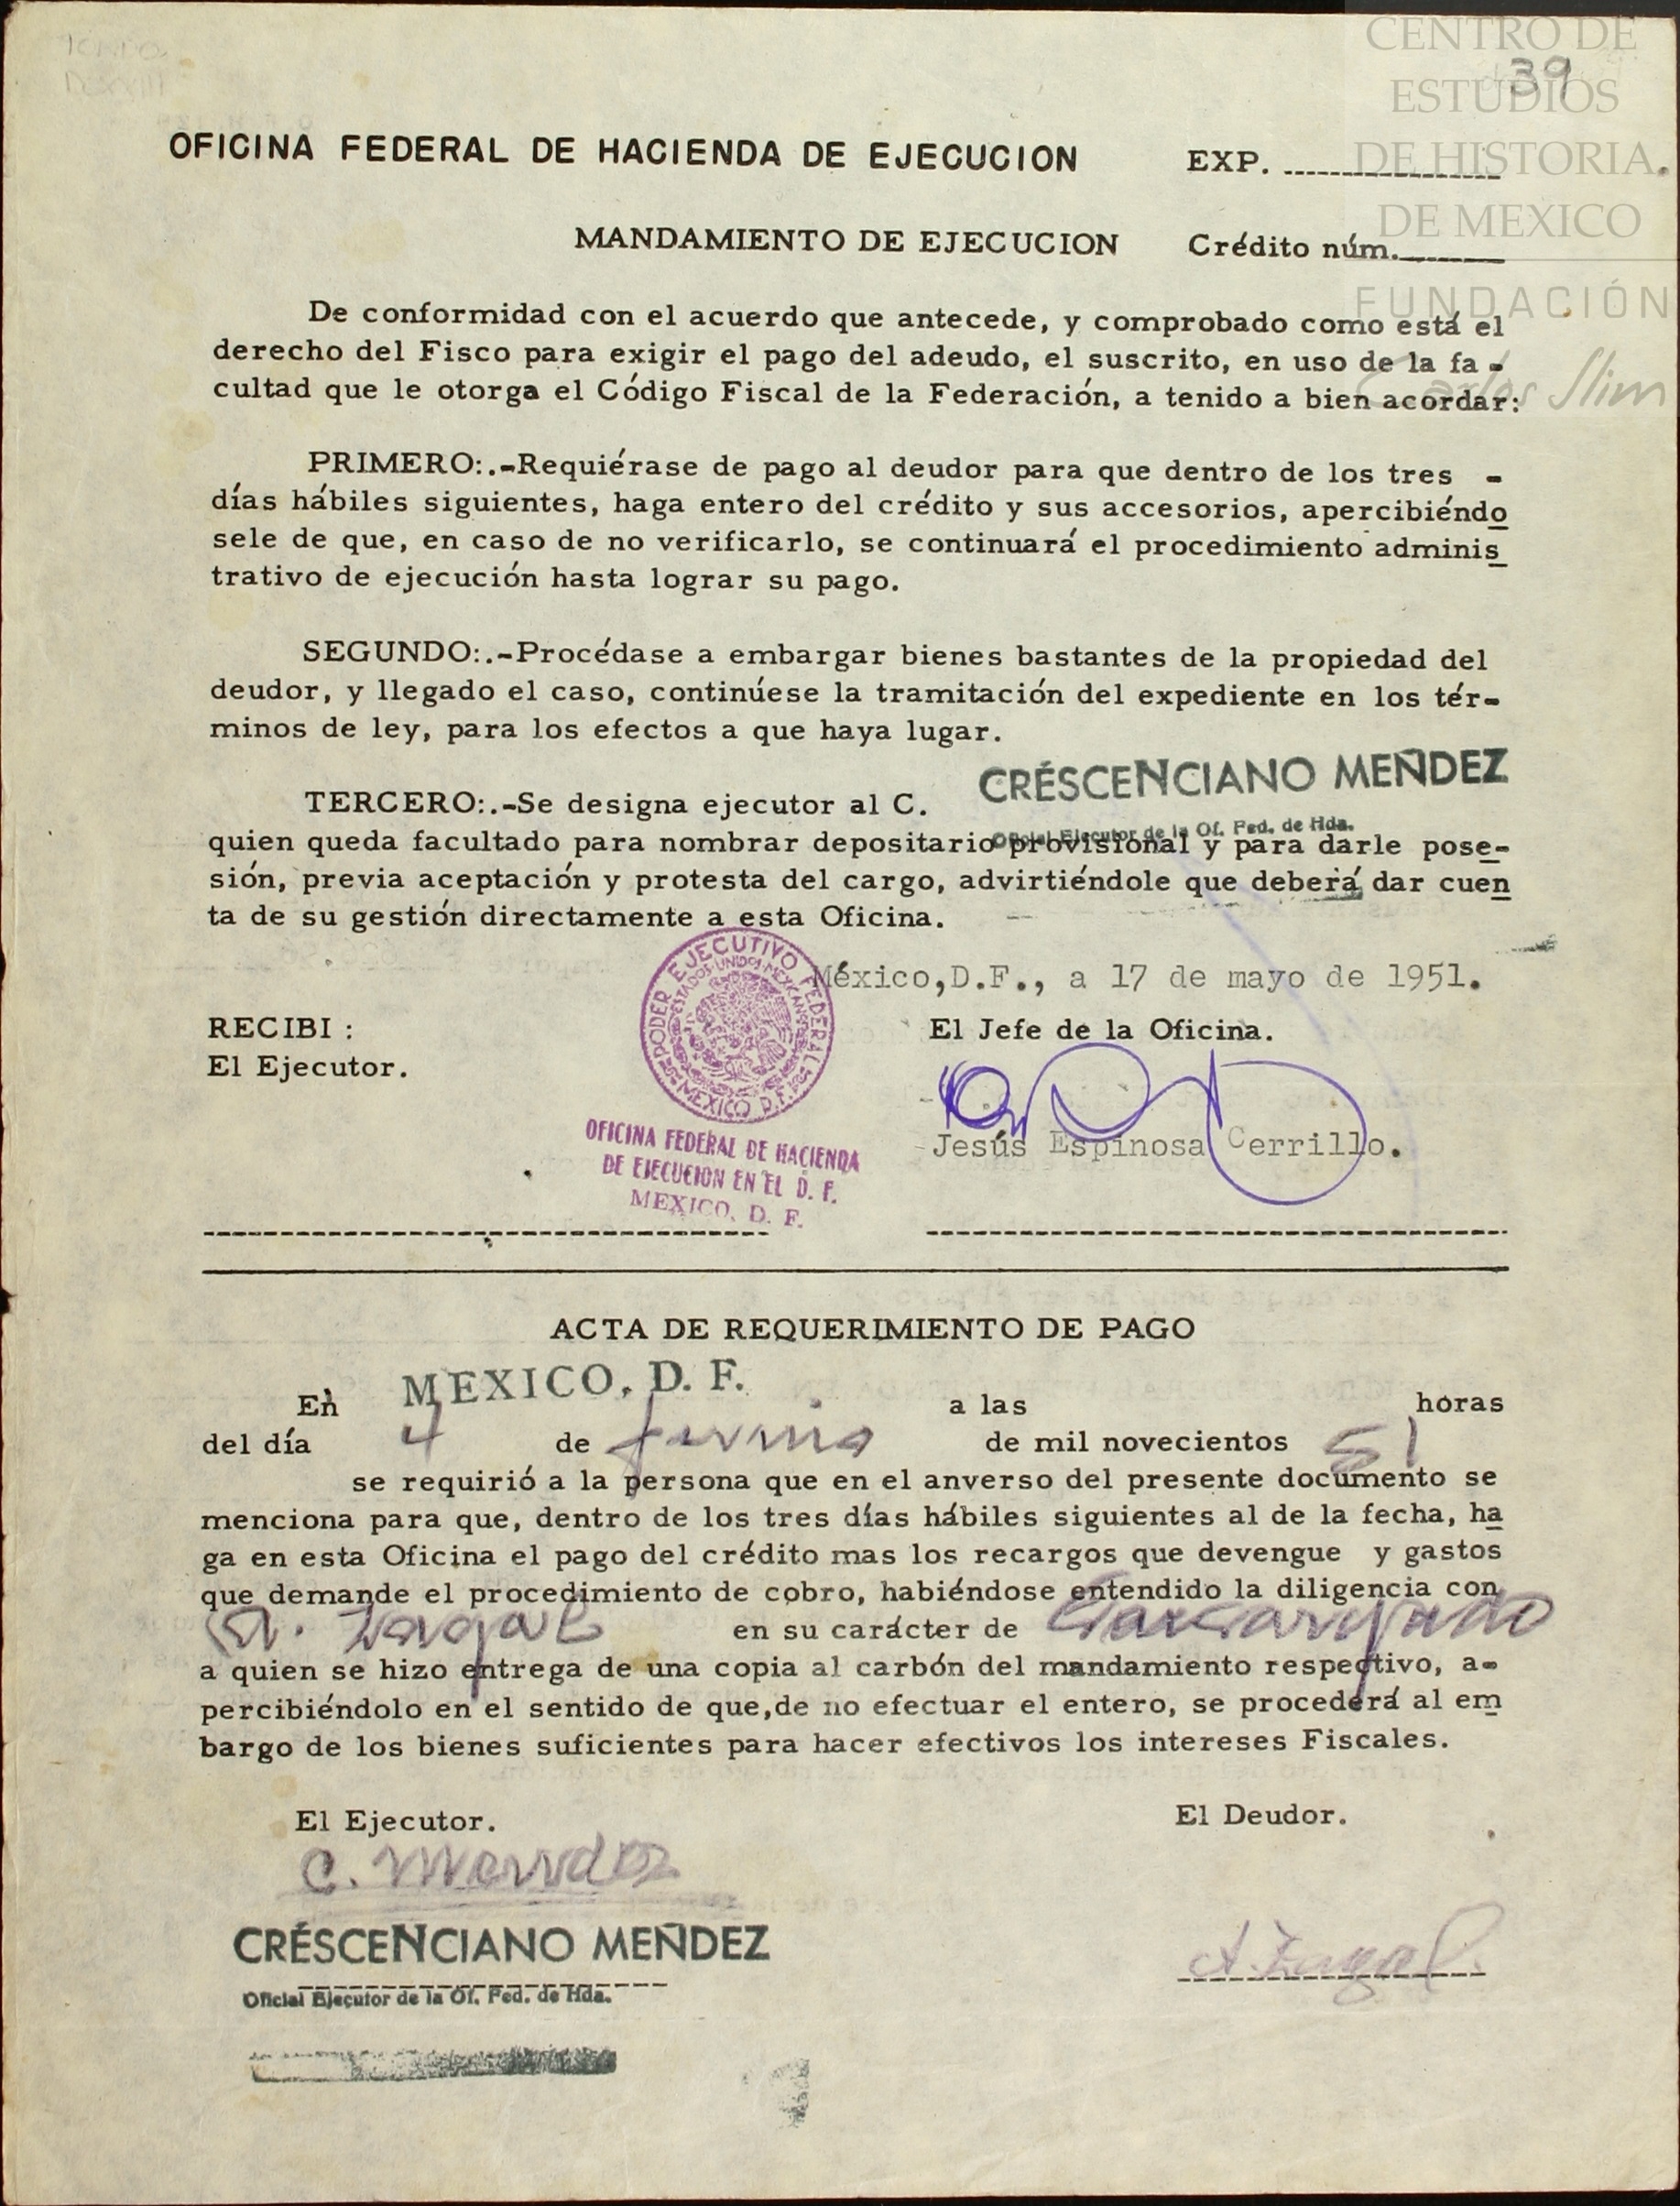 CENTRO DE
39
ESTUDIOS
DE HISTORIA
DE MEXICO
FUNDACIÓN
Carlos Slim
OFICINA FEDERAL DE HACIENDA DE EJECUCION EXP.
MANDAMIENTO DE EJECUCION Crédito núm.
De conformidad con el acuerdo que antecede, y comprobado como está el
derecho del Fisco para exigir el pago del adeudo, el suscrito, en uso de la fa -
cultad que le otorga el Código Fiscal de la Federación, a tenido a bien acordar:
PRIMERO:.-Requiérase de pago al deudor para que dentro de los tres -
días hábiles siguientes, haga entero del crédito y sus accesorios, apercibiéndo
sele de que, en caso de no verificarlo, se continuará el procedimiento adminis
trativo de ejecución hasta lograr su pago.
SEGUNDO:.-Procédase a embargar bienes bastantes de la propiedad del
deudor, y llegado el caso, continúese la tramitación del expediente en los tér-
minos de ley, para los efectos a que haya lugar.
TERCERO:.-Se designa ejecutor al C. CRÉSCENCIANO MEÑDEZ
Oficial Ejecutor de la Of. Fed. de Hda.
quien queda facultado para nombrar depositario provisional y para darle pose-
sión, previa aceptación y protesta del cargo, advirtiéndole que deberá dar cuen
ta de su gestión directamente a esta Oficina.
PODER EJECUTIVO FEDERAL
ESTADOS UNIDOS MEXICANOS
MEXICO D.F.
México,D.F., a 17 de mayo de 1951.
RECIBI : El Jefe de la Oficina.
El Ejecutor.
OFICINA FEDERAL DE HACIENDA
DE EJECUCION EN EL D. F.
MEXICO, D. F.
Jesús Espinosa Cerrillo.
ACTA DE REQUERIMIENTO DE PAGO
En MEXICO, D. F. a las horas
del día 4 de junio de mil novecientos 51
se requirió a la persona que en el anverso del presente documento se
menciona para que, dentro de los tres días hábiles siguientes al de la fecha, ha
ga en esta Oficina el pago del crédito mas los recargos que devengue y gastos
que demande el procedimiento de cobro, habiéndose entendido la diligencia con
A. Zagal en su carácter de
a quien se hizo entrega de una copia al carbón del mandamiento respectivo, a-
percibiéndolo en el sentido de que,de no efectuar el entero, se procederá al em
bargo de los bienes suficientes para hacer efectivos los intereses Fiscales.
El Ejecutor. El Deudor.
C. Mendez
CRÉSCENCIANO MEÑDEZ
A. Zagal.
Oficial Ejecutor de la Of. Fed. de Hda.